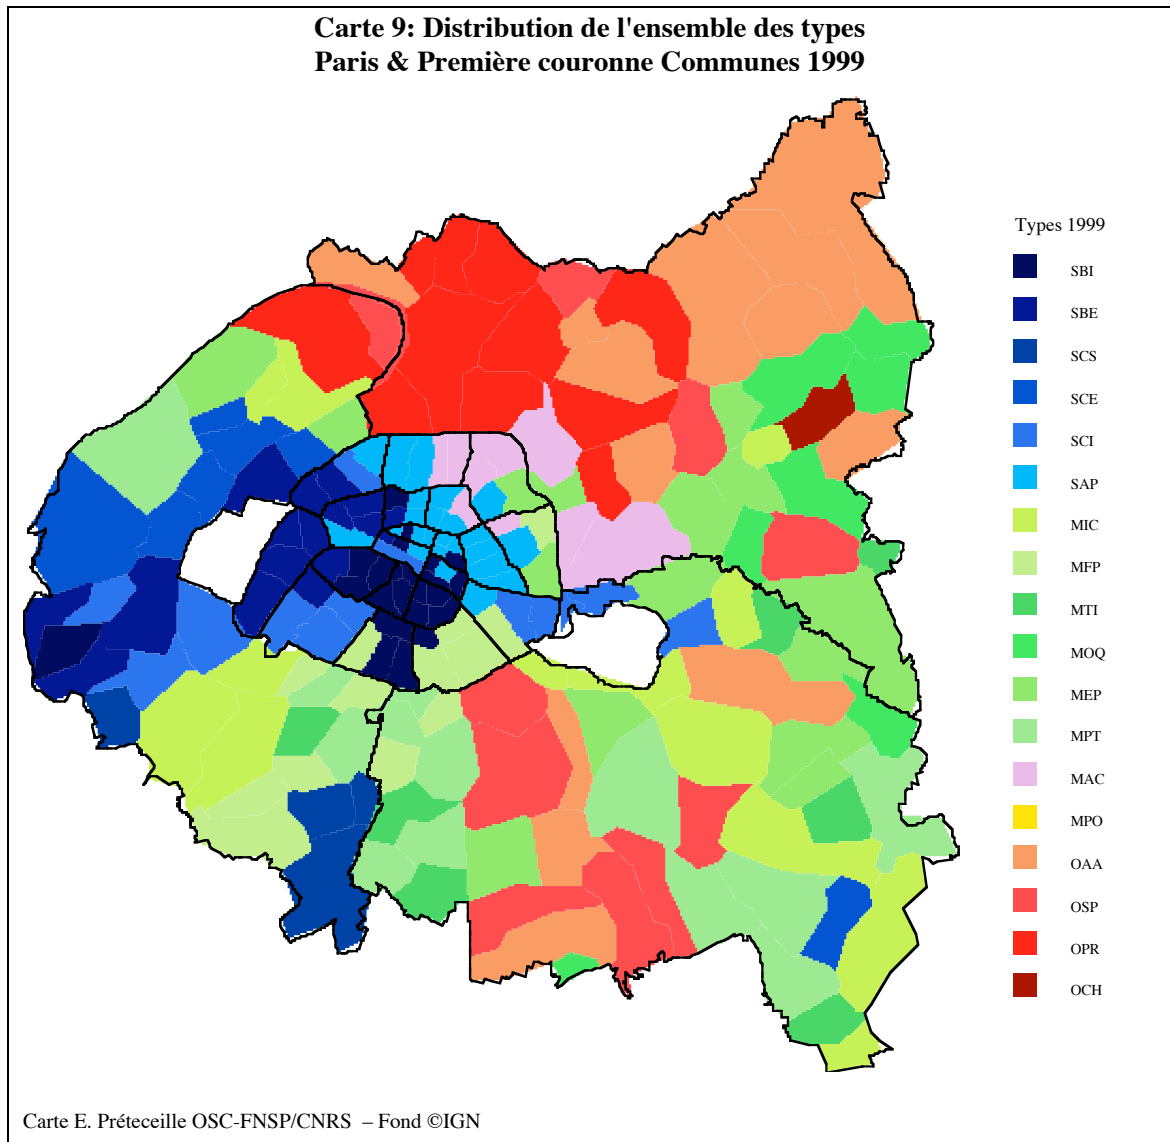 Carte 9: Distribution de l'ensemble des types
Paris & Première couronne Communes 1999
Types 1999
SBI
SBE
SCS
SCE
SCI
SAP
MIC
MFP
MTI
MOQ
MEP
MPT
MAC
MPO
OAA
OSP
OPR
OCH
Carte E. Préteceille OSC-FNSP/CNRS – Fond ©IGN